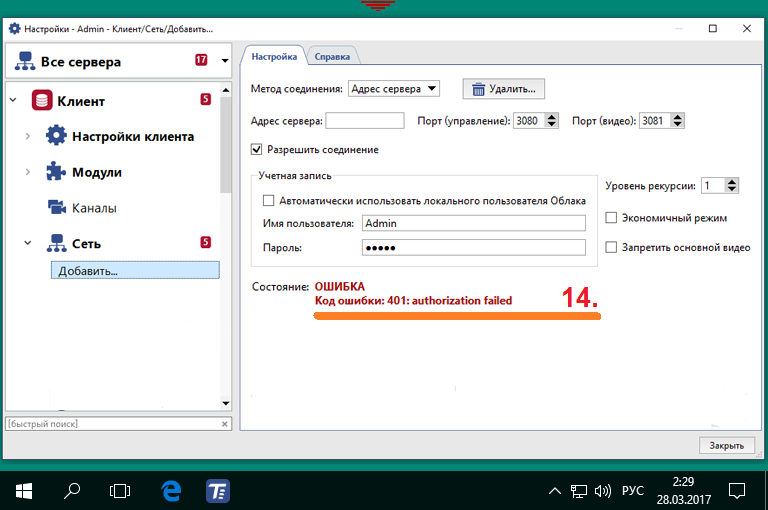 Настройки - Admin - Клиент/Сеть/Добавить...
Все сервера 17
Клиент 5
Настройки клиента
Модули
Каналы
Сеть 5
Добавить...
[быстрый поиск]
Настройка Справка
Метод соединения: Адрес сервера Удалить...
Адрес сервера: Порт (управление): 3080 Порт (видео): 3081
Разрешить соединение
Учетная запись
Автоматически использовать локального пользователя Облака
Имя пользователя: Admin
Пароль: •••••
Уровень рекурсии: 1
Экономичный режим
Запретить основной видео
Состояние: ОШИБКА
Код ошибки: 401: authorization failed
14.
Закрыть
РУС
2:29
28.03.2017